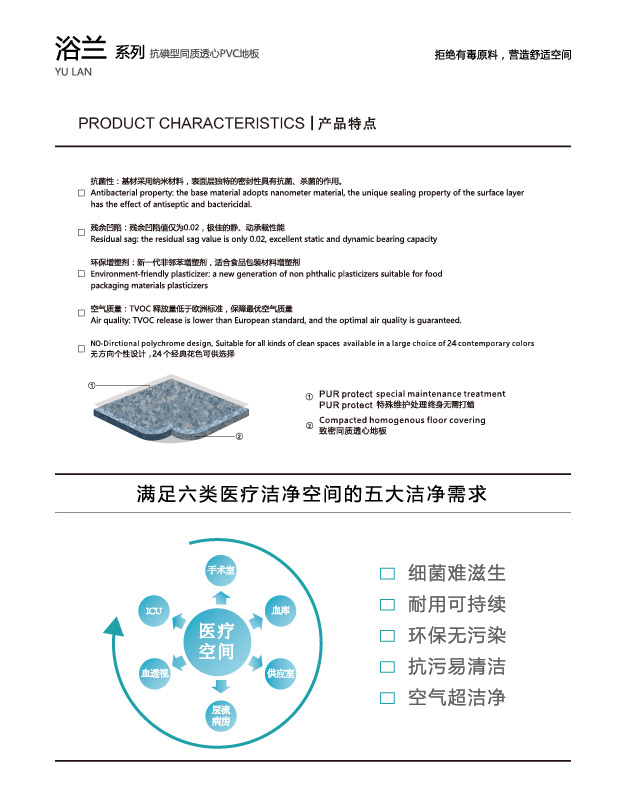 浴兰 系列 抗碘型同质透心PVC地板
YU LAN
拒绝有毒原料，营造舒适空间
PRODUCT CHARACTERISTICS | 产品特点
抗菌性：基材采用纳米材料，表面层独特的密封性具有抗菌、杀菌的作用。
Antibacterial property: the base material adopts nanometer material, the unique sealing property of the surface layer
has the effect of antiseptic and bactericidal.
残余凹陷：残余凹陷值仅为0.02，极佳的静、动承载性能
Residual sag: the residual sag value is only 0.02, excellent static and dynamic bearing capacity
环保增塑剂：新一代非邻苯增塑剂，适合食品包装材料增塑剂
Environment-friendly plasticizer: a new generation of non phthalic plasticizers suitable for food
packaging materials plasticizers
空气质量：TVOC 释放量低于欧洲标准，保障最优空气质量
Air quality: TVOC release is lower than European standard, and the optimal air quality is guaranteed.
NO-Dirctional polychrome design, Suitable for all kinds of clean spaces available in a large choice of 24 contemporary colors
无方向个性设计，24个经典花色可供选择
①
②
① PUR protect special maintenance treatment
PUR protect 特殊维护处理终身无需打蜡
② Compacted homogenous floor covering
致密同质透心地板
满足六类医疗洁净空间的五大洁净需求
手术室
ICU
血库
医疗
空间
血透视
供应室
层流
病房
细菌难滋生
耐用可持续
环保无污染
抗污易清洁
空气超洁净